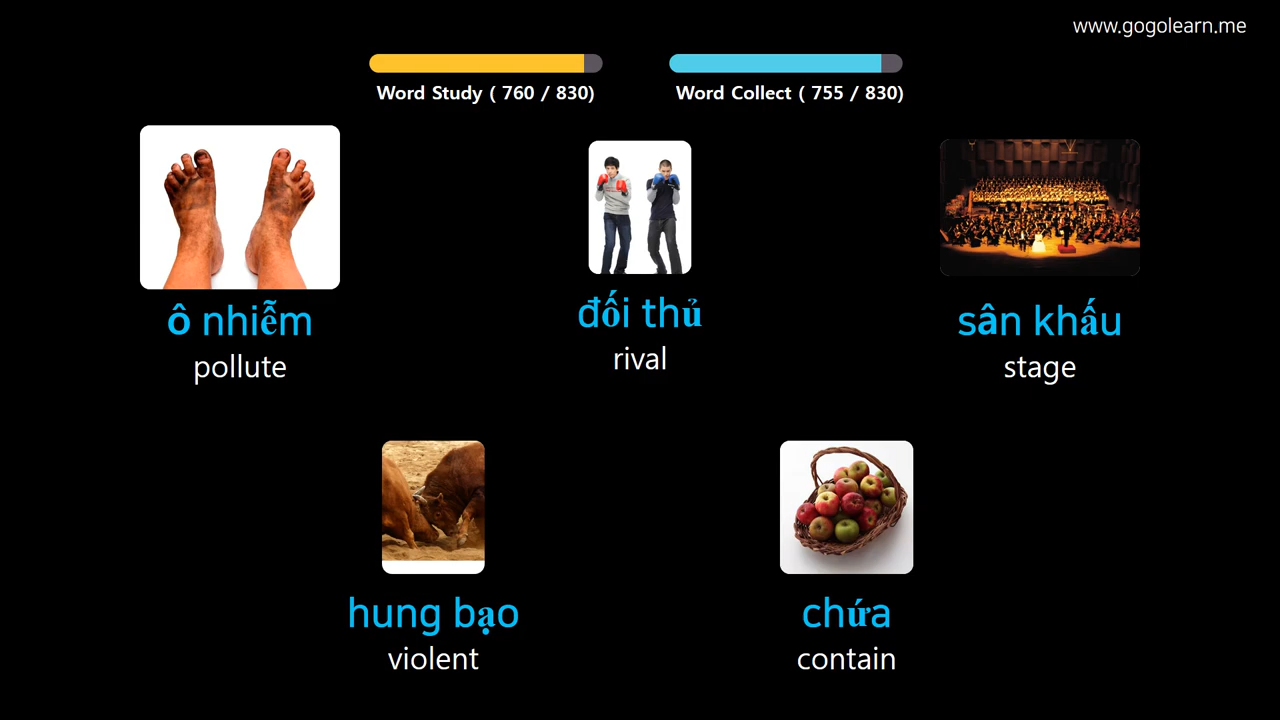 www.gogolearn.me
Word Study ( 760 / 830)
Word Collect ( 755 / 830)
ô nhiễm
pollute
đối thủ
rival
sân khấu
stage
hung bạo
violent
chứa
contain